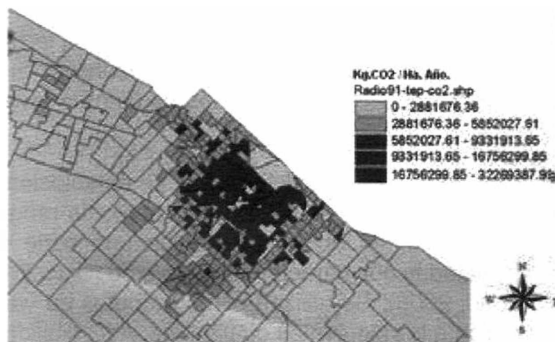 Kg.CO2 / Ha. Año.
Radio91-tep-co2.shp
0 - 2881676.36
2881676.36 - 5852027.61
5852027.61 - 9331913.65
9331913.65 - 16756299.85
16756299.85 - 32269387.99
N
W
E
S